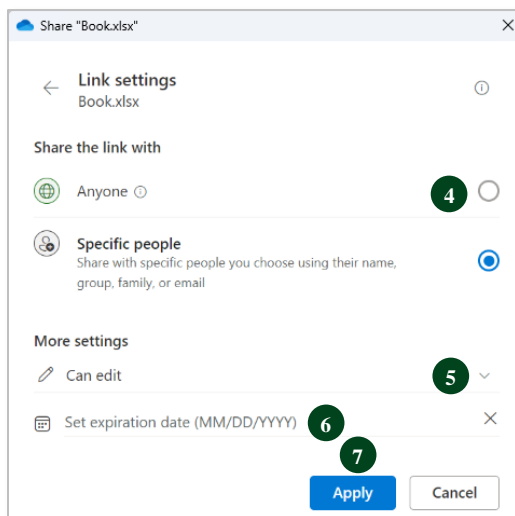 Share "Book.xlsx"
Link settings
Book.xlsx
Share the link with
Anyone
4
Specific people
Share with specific people you choose using their name,
group, family, or email
More settings
Can edit
5
Set expiration date (MM/DD/YYYY)
6
7
Apply
Cancel